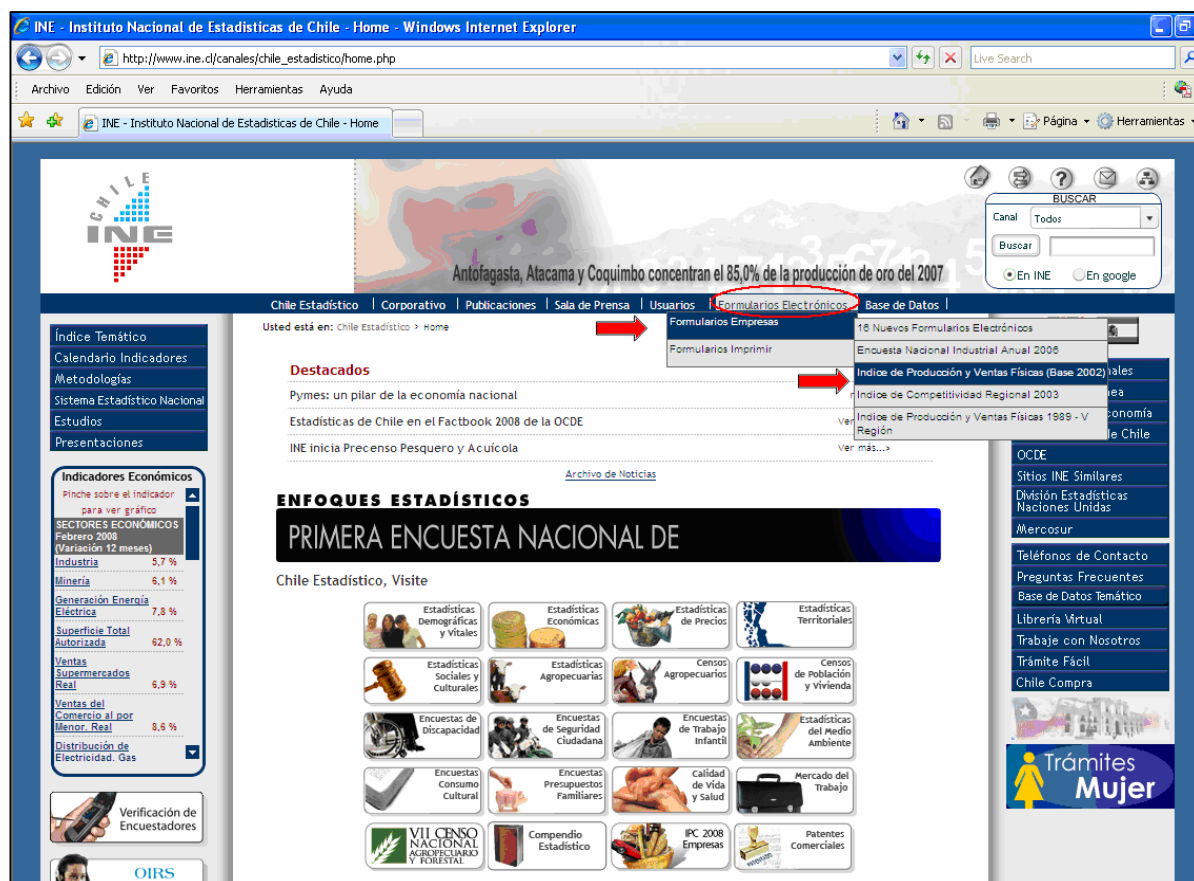 INE - Instituto Nacional de Estadisticas de Chile - Home - Windows Internet Explorer
http://www.ine.cl/canales/chile_estadistico/home.php
Live Search
Archivo Edición Ver Favoritos Herramientas Ayuda
INE - Instituto Nacional de Estadisticas de Chile - Home
Página Herramientas
CHILE
INE
Antofagasta, Atacama y Coquimbo concentran el 85,0% de la producción de oro del 2007
BUSCAR
Canal Todos
Buscar
En INE En google
Chile Estadístico | Corporativo | Publicaciones | Sala de Prensa | Usuarios | Formularios Electrónicos | Base de Datos |
Usted está en: Chile Estadístico > Home
Formularios Empresas
Formularios Imprimir
16 Nuevos Formularios Electrónicos
Encuesta Nacional Industrial Anual 2006
Indice de Producción y Ventas Físicas (Base 2002)
Indice de Competitividad Regional 2003
Indice de Producción y Ventas Físicas 1989 - V
Región
Índice Temático
Calendario Indicadores
Metodologías
Sistema Estadístico Nacional
Estudios
Presentaciones
Indicadores Económicos
Pinche sobre el indicador
para ver gráfico
SECTORES ECONÓMICOS
Febrero 2008
(Variación 12 meses)
Industria 5,7 %
Minería 6,1 %
Generación Energía
Eléctrica 7,8 %
Superficie Total
Autorizada 62,0 %
Ventas
Supermercados
Real 6,9 %
Ventas del
Comercio al por
Menor. Real 8,6 %
Distribución de
Electricidad. Gas
Verificación de
Encuestadores
OIRS
Destacados
Pymes: un pilar de la economía nacional
Estadísticas de Chile en el Factbook 2008 de la OCDE Ver
INE inicia Precenso Pesquero y Acuícola Ver más...>
Archivo de Noticias
ENFOQUES ESTADÍSTICOS
PRIMERA ENCUESTA NACIONAL DE
Chile Estadístico, Visite
Estadísticas
Demográficas
y Vitales
Estadísticas
Económicas
Estadísticas
de Precios
Estadísticas
Territoriales
Estadísticas
Sociales y
Culturales
Estadísticas
Agropecuarias
Censos
Agropecuarios
Censos
de Población
y Vivienda
Encuestas de
Discapacidad
Encuestas
de Seguridad
Ciudadana
Encuestas
de Trabajo
Infantil
Estadísticas
del Medio
Ambiente
Encuestas
Consumo
Cultural
Encuestas
Presupuestos
Familiares
Calidad
de Vida
y Salud
Mercado del
Trabajo
VII CENSO
NACIONAL
AGROPECUARIO
Y FORESTAL
Compendio
Estadístico
IPC 2008
Empresas
Patentes
Comerciales
de Chile
OCDE
Sitios INE Similares
División Estadísticas
Naciones Unidas
Mercosur
Teléfonos de Contacto
Preguntas Frecuentes
Base de Datos Temático
Librería Virtual
Trabaje con Nosotros
Trámite Fácil
Chile Compra
Trámites
Mujer